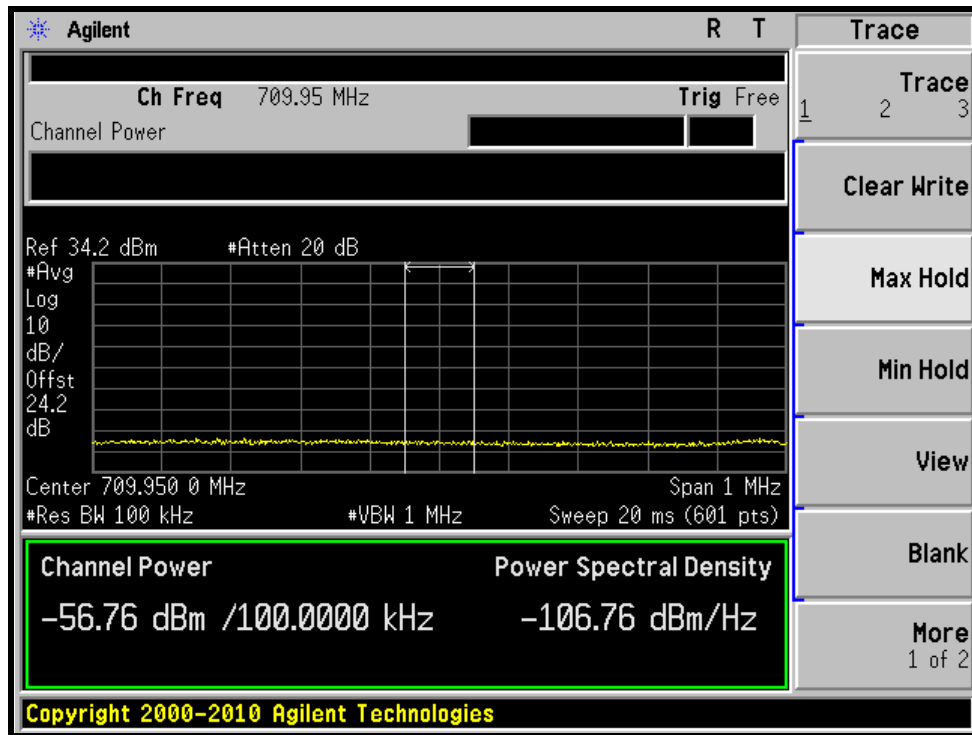 Agilent
R T
Trace
Ch Freq 709.95 MHz
Trig Free
Channel Power
Trace
1 2 3
Clear Write
Ref 34.2 dBm #Atten 20 dB
#Avg
Log
10
dB/
Offst
24.2
dB
Max Hold
Min Hold
View
Center 709.950 0 MHz Span 1 MHz
#Res BW 100 kHz #VBW 1 MHz Sweep 20 ms (601 pts)
Channel Power Power Spectral Density
-56.76 dBm /100.0000 kHz -106.76 dBm/Hz
Blank
More
1 of 2
Copyright 2000-2010 Agilent Technologies